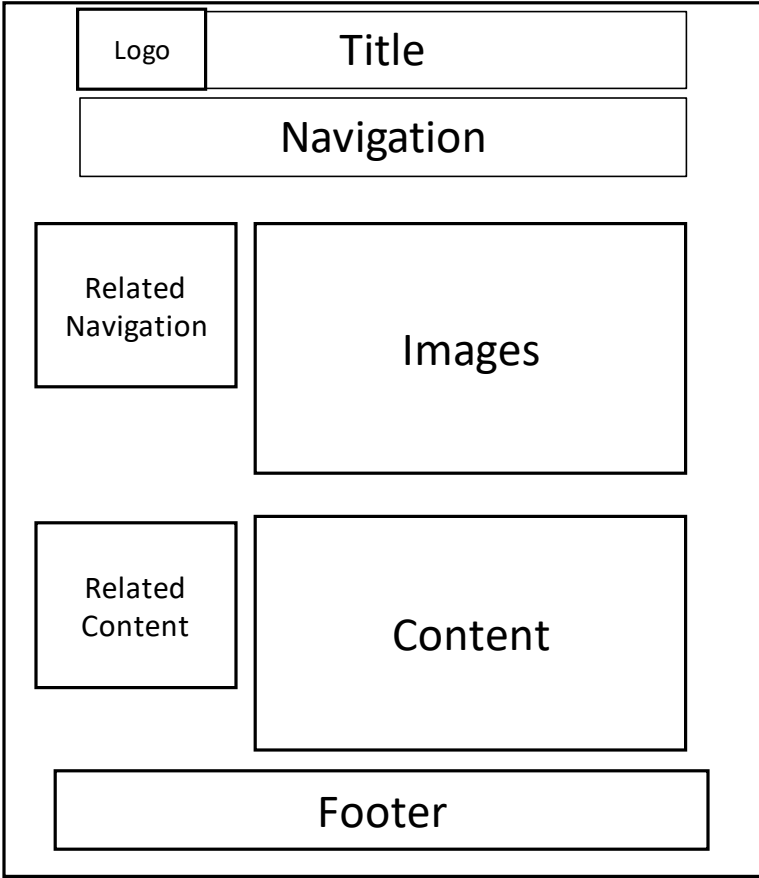 Logo
Title
Navigation
Related
Navigation
Images
Related
Content
Content
Footer